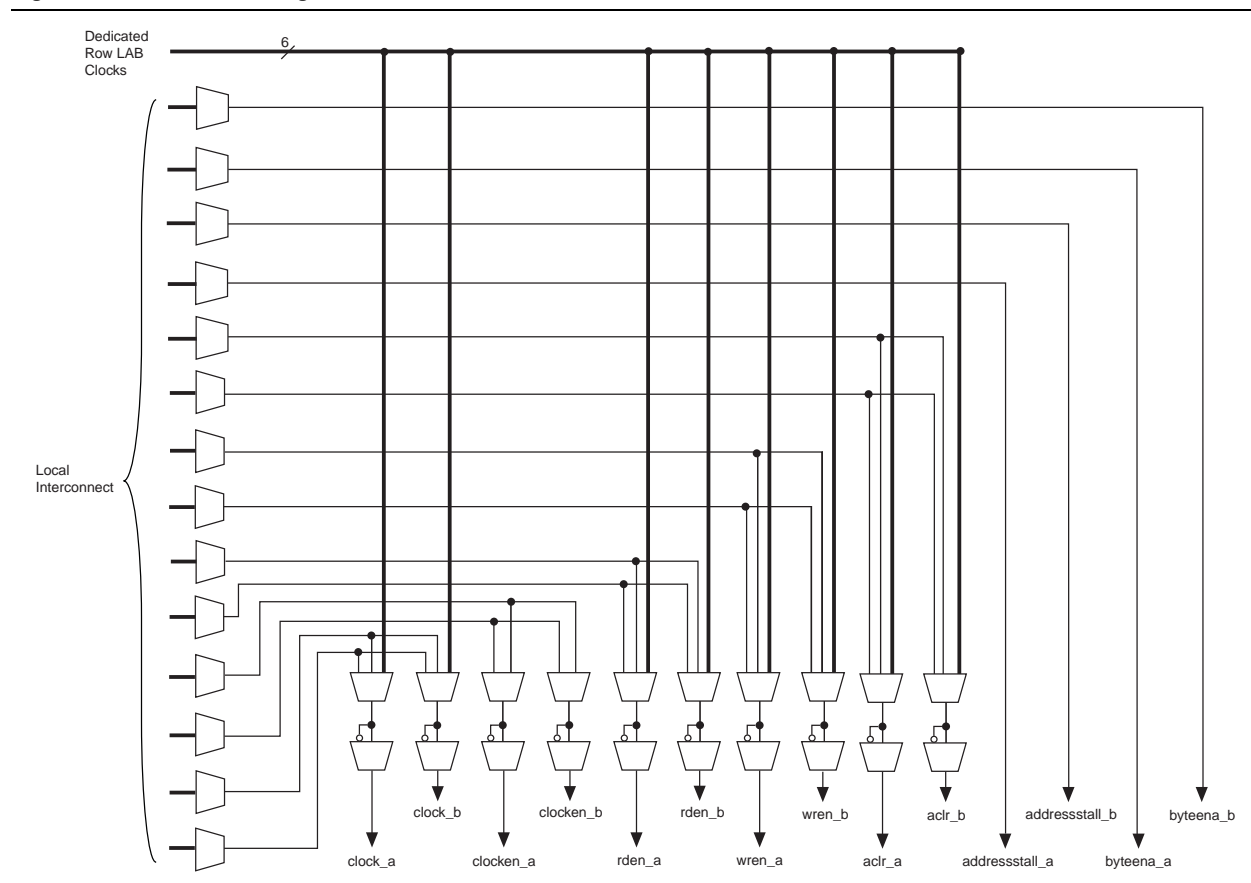 Dedicated
Row LAB
Clocks
6
Local
Interconnect
clock_b
clocken_b
rden_b
wren_b
aclr_b
addressstall_b
byteena_b
clock_a
clocken_a
rden_a
wren_a
aclr_a
addressstall_a
byteena_a